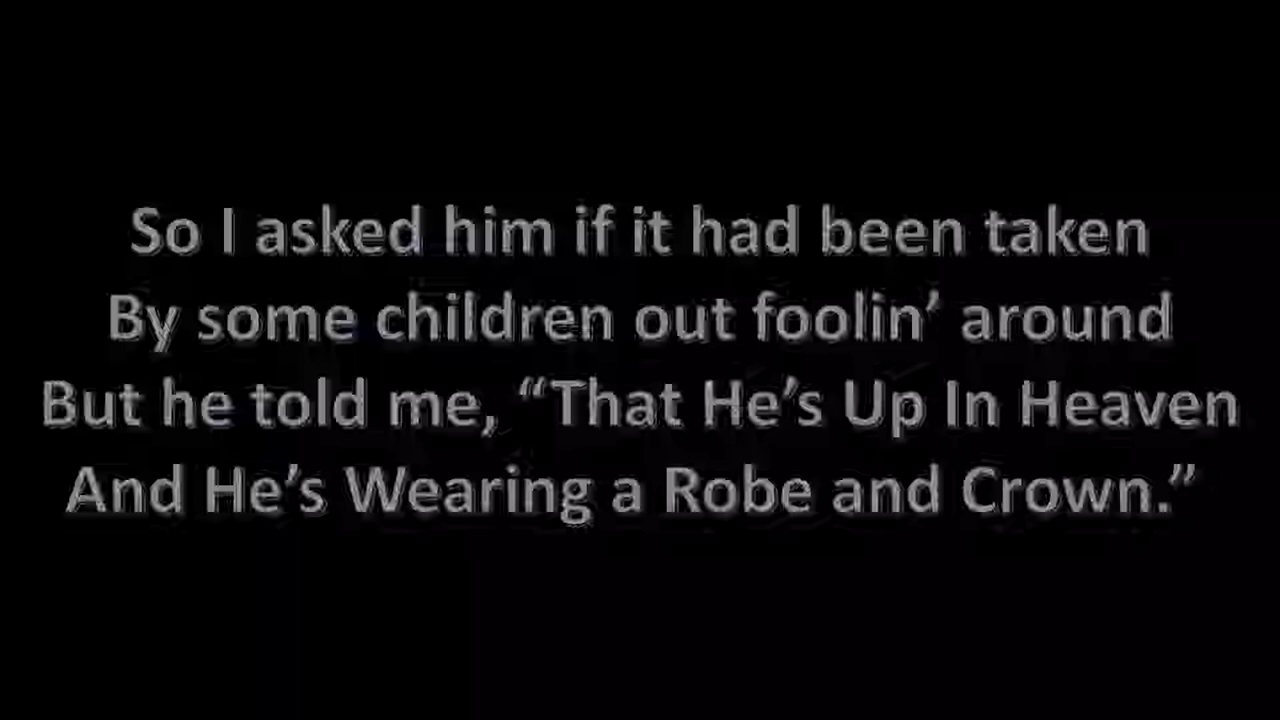 So I asked him if it had been taken
By some children out foolin’ around
But he told me, “That He’s Up In Heaven
And He’s Wearing a Robe and Crown.”